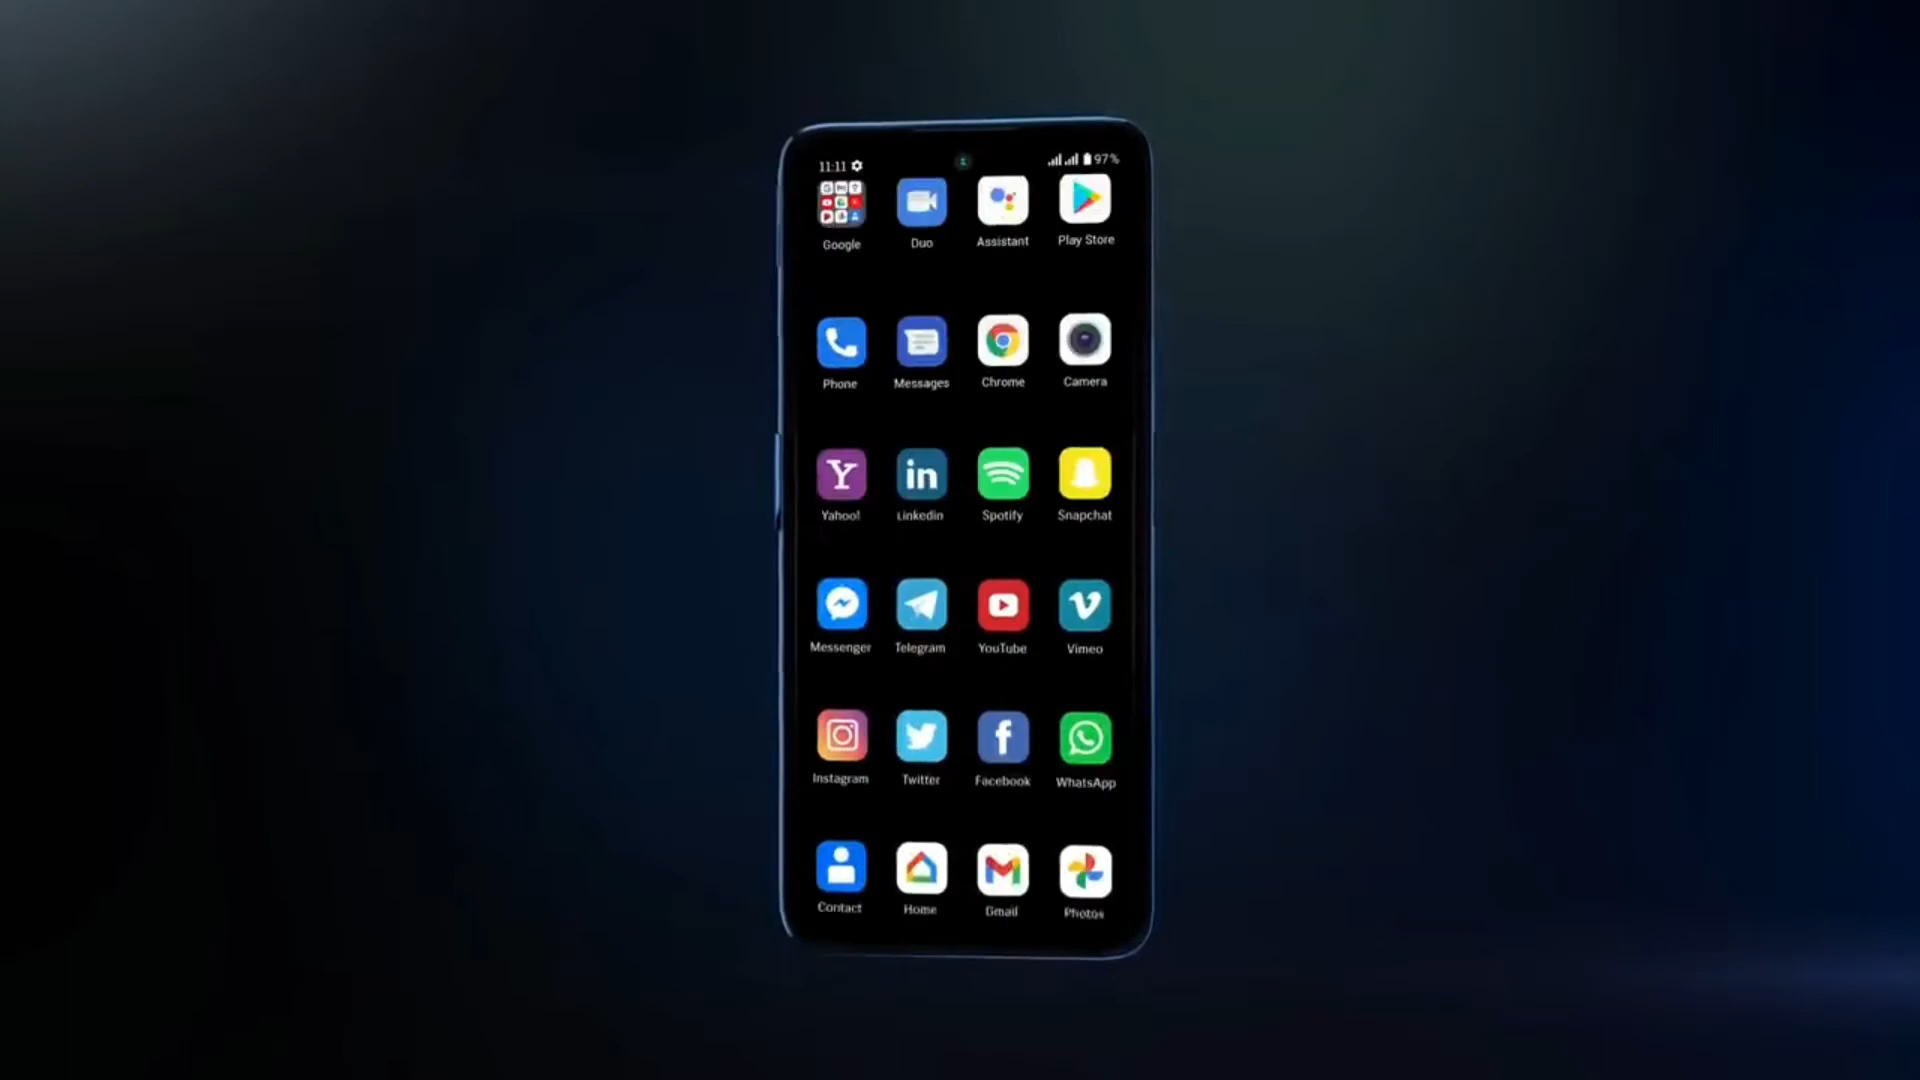 11:11 97%
Google Duo Assistant Play Store
Phone Messages Chrome Camera
Y in
Yahoo! Linkedin Spotify Snapchat
Messenger Telegram YouTube Vimeo
Instagram Twitter Facebook WhatsApp
Contact Home Gmail Photos